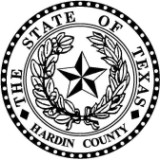 THE STATE OF TEXAS
HARDIN COUNTY